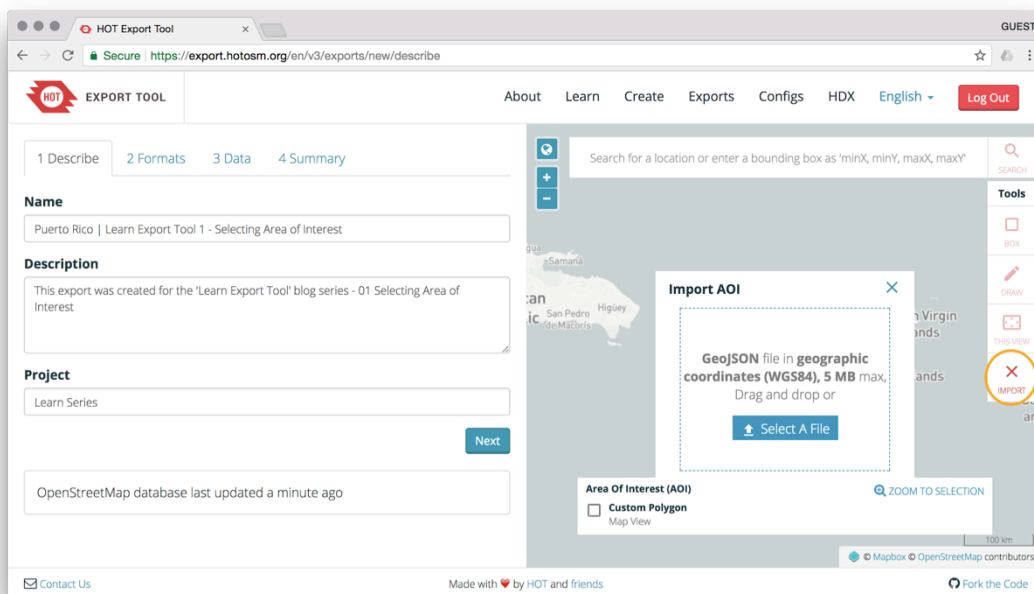 HOT Export Tool
GUEST
Secure https://export.hotosm.org/en/v3/exports/new/describe
HOT EXPORT TOOL
About Learn Create Exports Configs HDX English Log Out
1 Describe 2 Formats 3 Data 4 Summary
Name
Puerto Rico | Learn Export Tool 1 - Selecting Area of Interest
Description
This export was created for the 'Learn Export Tool' blog series - 01 Selecting Area of
Interest
Project
Learn Series
Next
OpenStreetMap database last updated a minute ago
Search for a location or enter a bounding box as 'minX, minY, maxX, maxY'
SEARCH
Tools
BOX
DRAW
THIS VIEW
IMPORT
Samaná
San Pedro
de Macorís
Higüey
Virgin
Import AOI
GeoJSON file in geographic
coordinates (WGS84), 5 MB max,
Drag and drop or
Select A File
Area Of Interest (AOI)
ZOOM TO SELECTION
Custom Polygon
Map View
100 km
© Mapbox © OpenStreetMap contributors
Contact Us
Made with ❤ by HOT and friends
Fork the Code